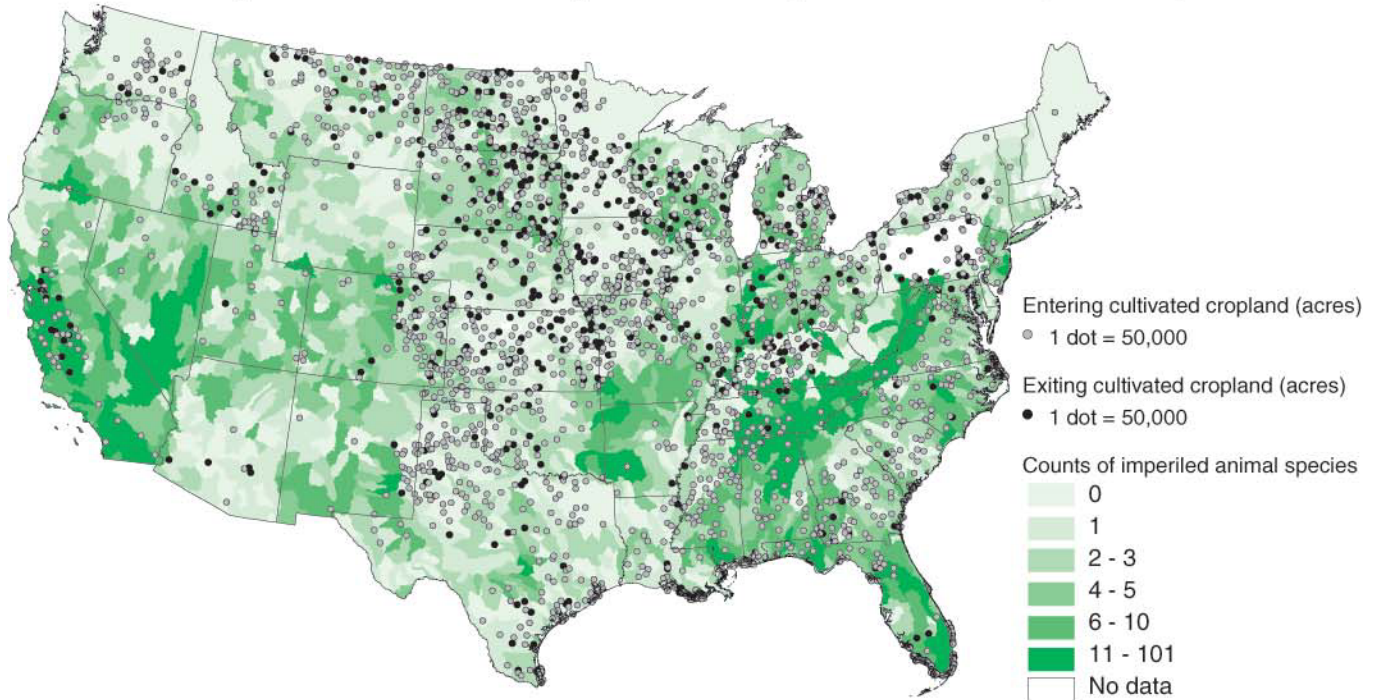 Entering cultivated cropland (acres)
1 dot = 50,000
Exiting cultivated cropland (acres)
1 dot = 50,000
Counts of imperiled animal species
0
1
2 - 3
4 - 5
6 - 10
11 - 101
No data